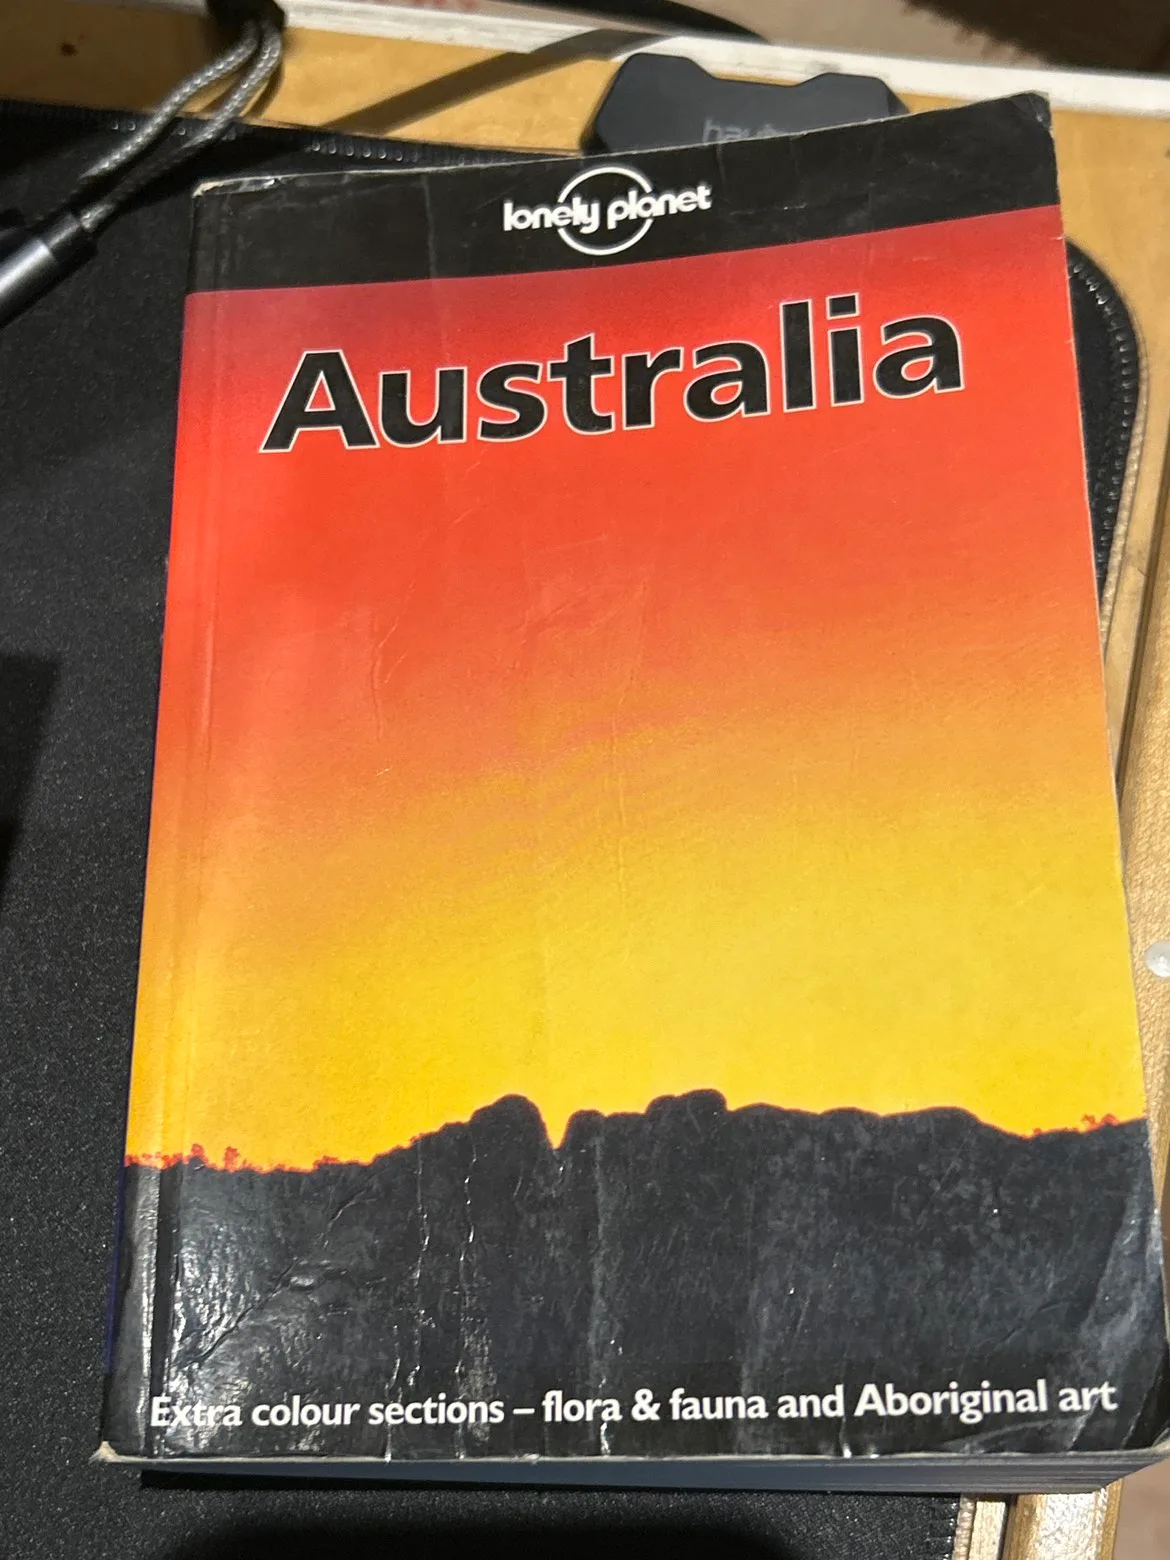 lonely planet
Australia
Extra colour sections – flora & fauna and Aboriginal art